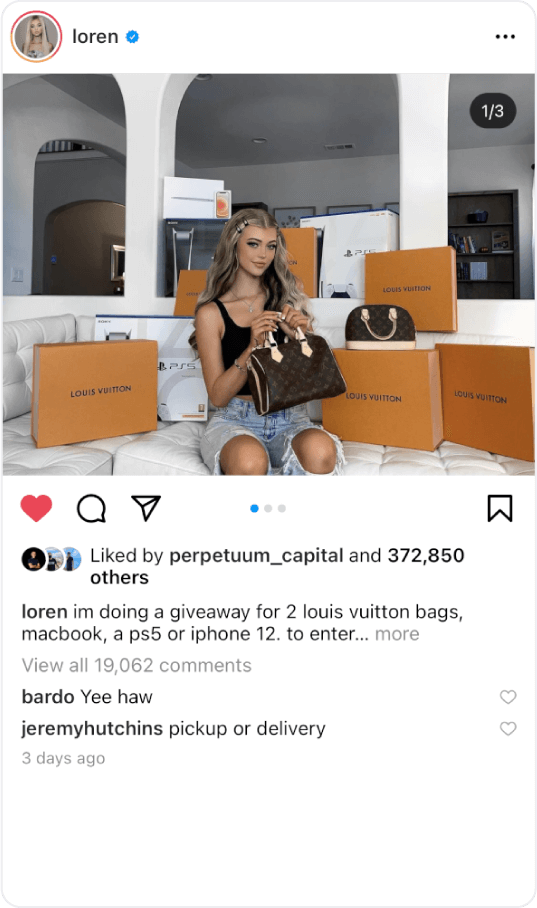 loren
1/3
LOUIS VUITTON
PS5
LOUIS VUITTON
PS5
LOUIS VUITTON
LOUIS VUITTON
Liked by perpetuum_capital and 372,850
others
loren im doing a giveaway for 2 louis vuitton bags,
macbook, a ps5 or iphone 12. to enter... more
View all 19,062 comments
bardo Yee haw
jeremyhutchins pickup or delivery
3 days ago